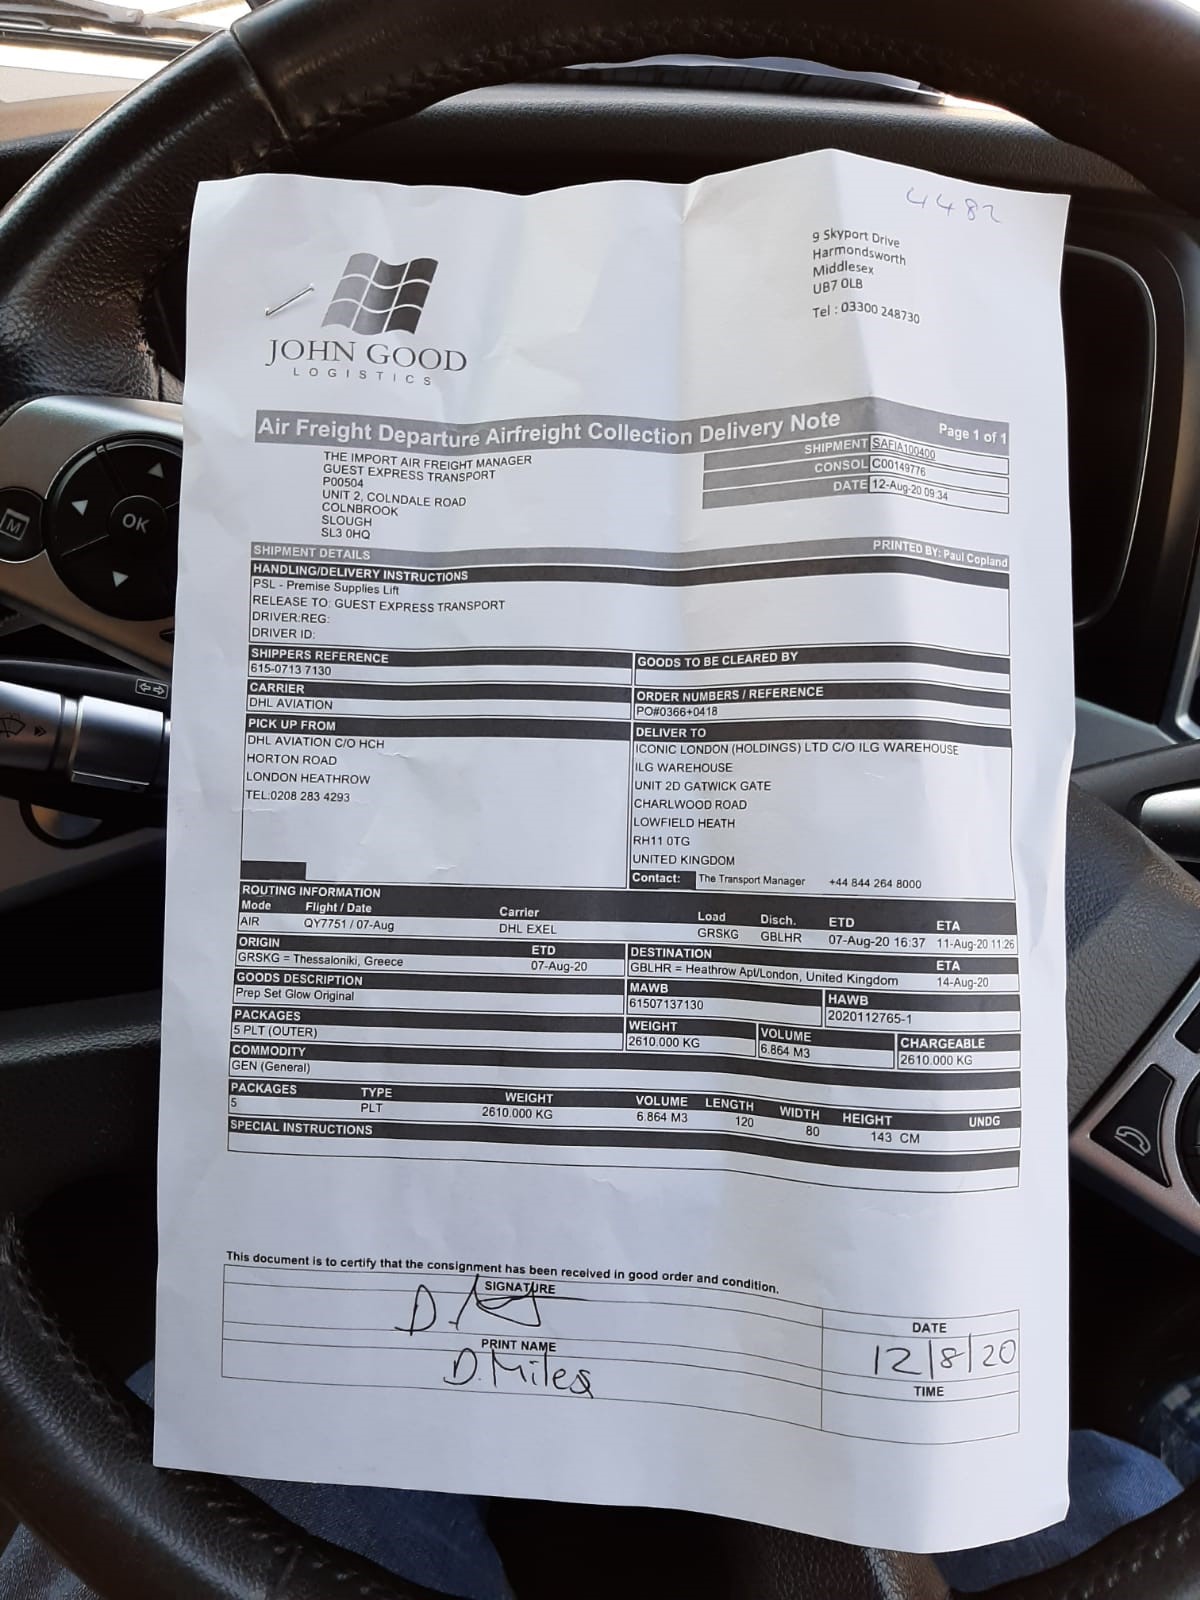 4482
9 Skyport Drive
Harmondsworth
Middlesex
UB7 0LB
Tel : 03300 248730
JOHN GOOD
LOGISTICS
Air Freight Departure Airfreight Collection Delivery Note
Page 1 of 1
THE IMPORT AIR FREIGHT MANAGER
GUEST EXPRESS TRANSPORT
P00504
UNIT 2, COLNDALE ROAD
COLNBROOK
SLOUGH
SL3 0HQ
SHIPMENT SAFIA100400
CONSOL C00149776
DATE 12-Aug-20 09:34
SHIPMENT DETAILS PRINTED BY: Paul Copland
HANDLING/DELIVERY INSTRUCTIONS
PSL - Premise Supplies Lift
RELEASE TO: GUEST EXPRESS TRANSPORT
DRIVER:REG:
DRIVER ID:
SHIPPERS REFERENCE GOODS TO BE CLEARED BY
615-0713 7130
CARRIER ORDER NUMBERS / REFERENCE
DHL AVIATION PO#0366+0418
PICK UP FROM
DHL AVIATION C/O HCH
HORTON ROAD
LONDON HEATHROW
TEL:0208 283 4293
DELIVER TO
ICONIC LONDON (HOLDINGS) LTD C/O ILG WAREHOUSE
ILG WAREHOUSE
UNIT 2D GATWICK GATE
CHARLWOOD ROAD
LOWFIELD HEATH
RH11 0TG
UNITED KINGDOM
Contact: The Transport Manager +44 844 264 8000
ROUTING INFORMATION
Mode Flight / Date Carrier Load Disch. ETD ETA
AIR QY7751 / 07-Aug DHL EXEL GRSKG GBLHR 07-Aug-20 16:37 11-Aug-20 11:26
ORIGIN ETD DESTINATION ETA
GRSKG = Thessaloniki, Greece 07-Aug-20 GBLHR = Heathrow Apt/London, United Kingdom 14-Aug-20
GOODS DESCRIPTION MAWB HAWB
Prep Set Glow Original 61507137130 2020112765-1
PACKAGES WEIGHT VOLUME CHARGEABLE
5 PLT (OUTER) 2610.000 KG 6.864 M3 2610.000 KG
COMMODITY
GEN (General)
PACKAGES TYPE WEIGHT VOLUME LENGTH WIDTH HEIGHT UNDG
5 PLT 2610.000 KG 6.864 M3 120 80 143 CM
SPECIAL INSTRUCTIONS
This document is to certify that the consignment has been received in good order and condition.
SIGNATURE
DATE
12/8/20
PRINT NAME
D. Miles
TIME
OK
M